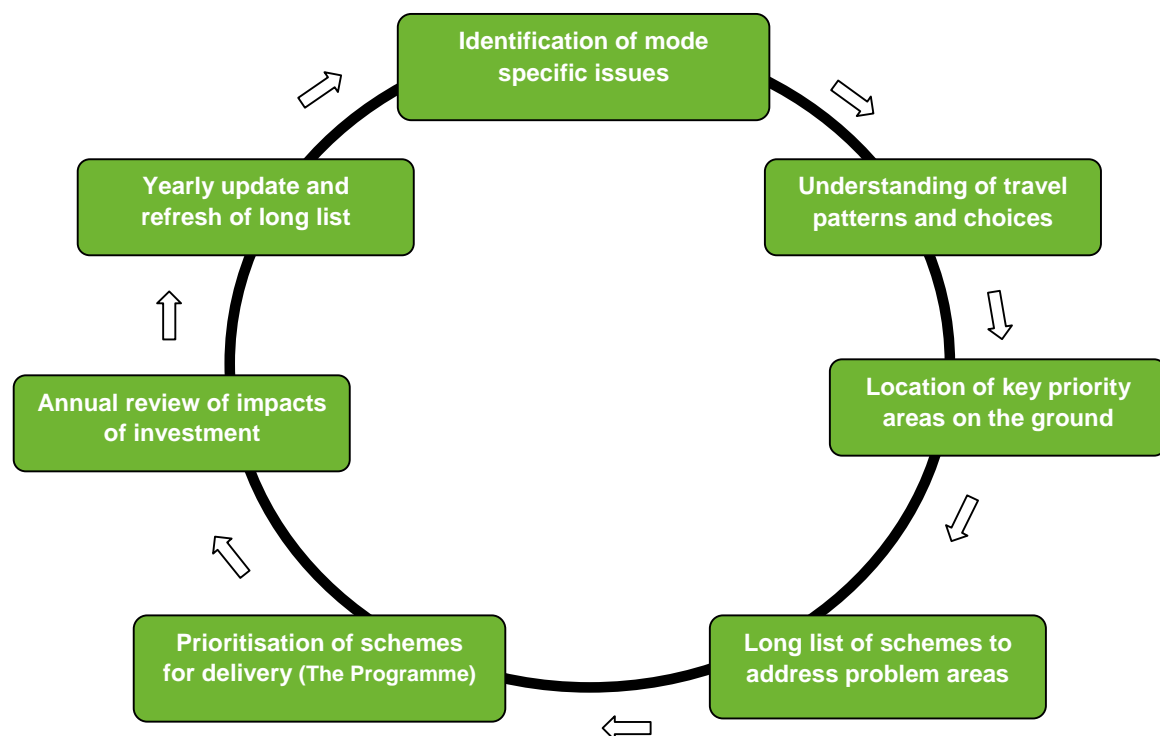 Identification of mode
specific issues
Understanding of travel
patterns and choices
Location of key priority
areas on the ground
Long list of schemes to
address problem areas
Prioritisation of schemes
for delivery (The Programme)
Annual review of impacts
of investment
Yearly update and
refresh of long list